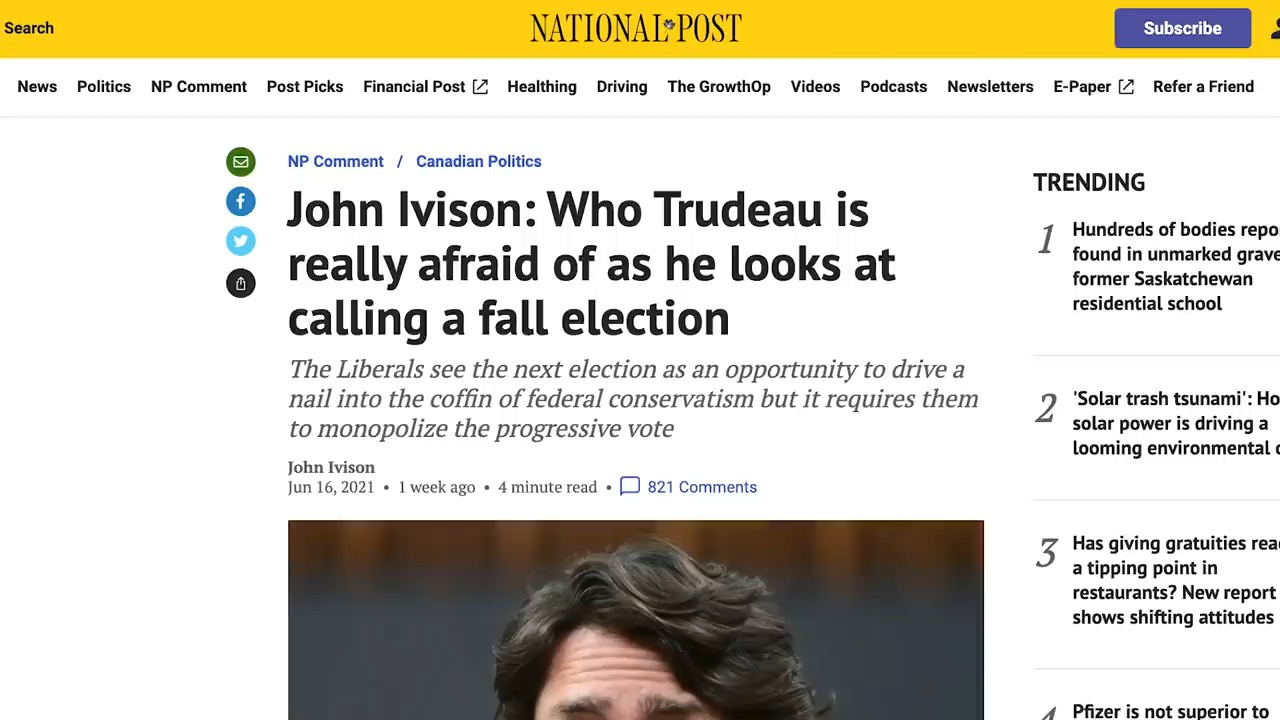 Search
NATIONAL POST
Subscribe
News Politics NP Comment Post Picks Financial Post Healthing Driving The GrowthOp Videos Podcasts Newsletters E-Paper Refer a Friend
NP Comment / Canadian Politics
John Ivison: Who Trudeau is
really afraid of as he looks at
calling a fall election
The Liberals see the next election as an opportunity to drive a
nail into the coffin of federal conservatism but it requires them
to monopolize the progressive vote
John Ivison
Jun 16, 2021 • 1 week ago • 4 minute read • 821 Comments
TRENDING
1
Hundreds of bodies repo
found in unmarked grave
former Saskatchewan
residential school
2
'Solar trash tsunami': Ho
solar power is driving a
looming environmental
3
Has giving gratuities rea
a tipping point in
restaurants? New report
shows shifting attitudes
4
Pfizer is not superior to